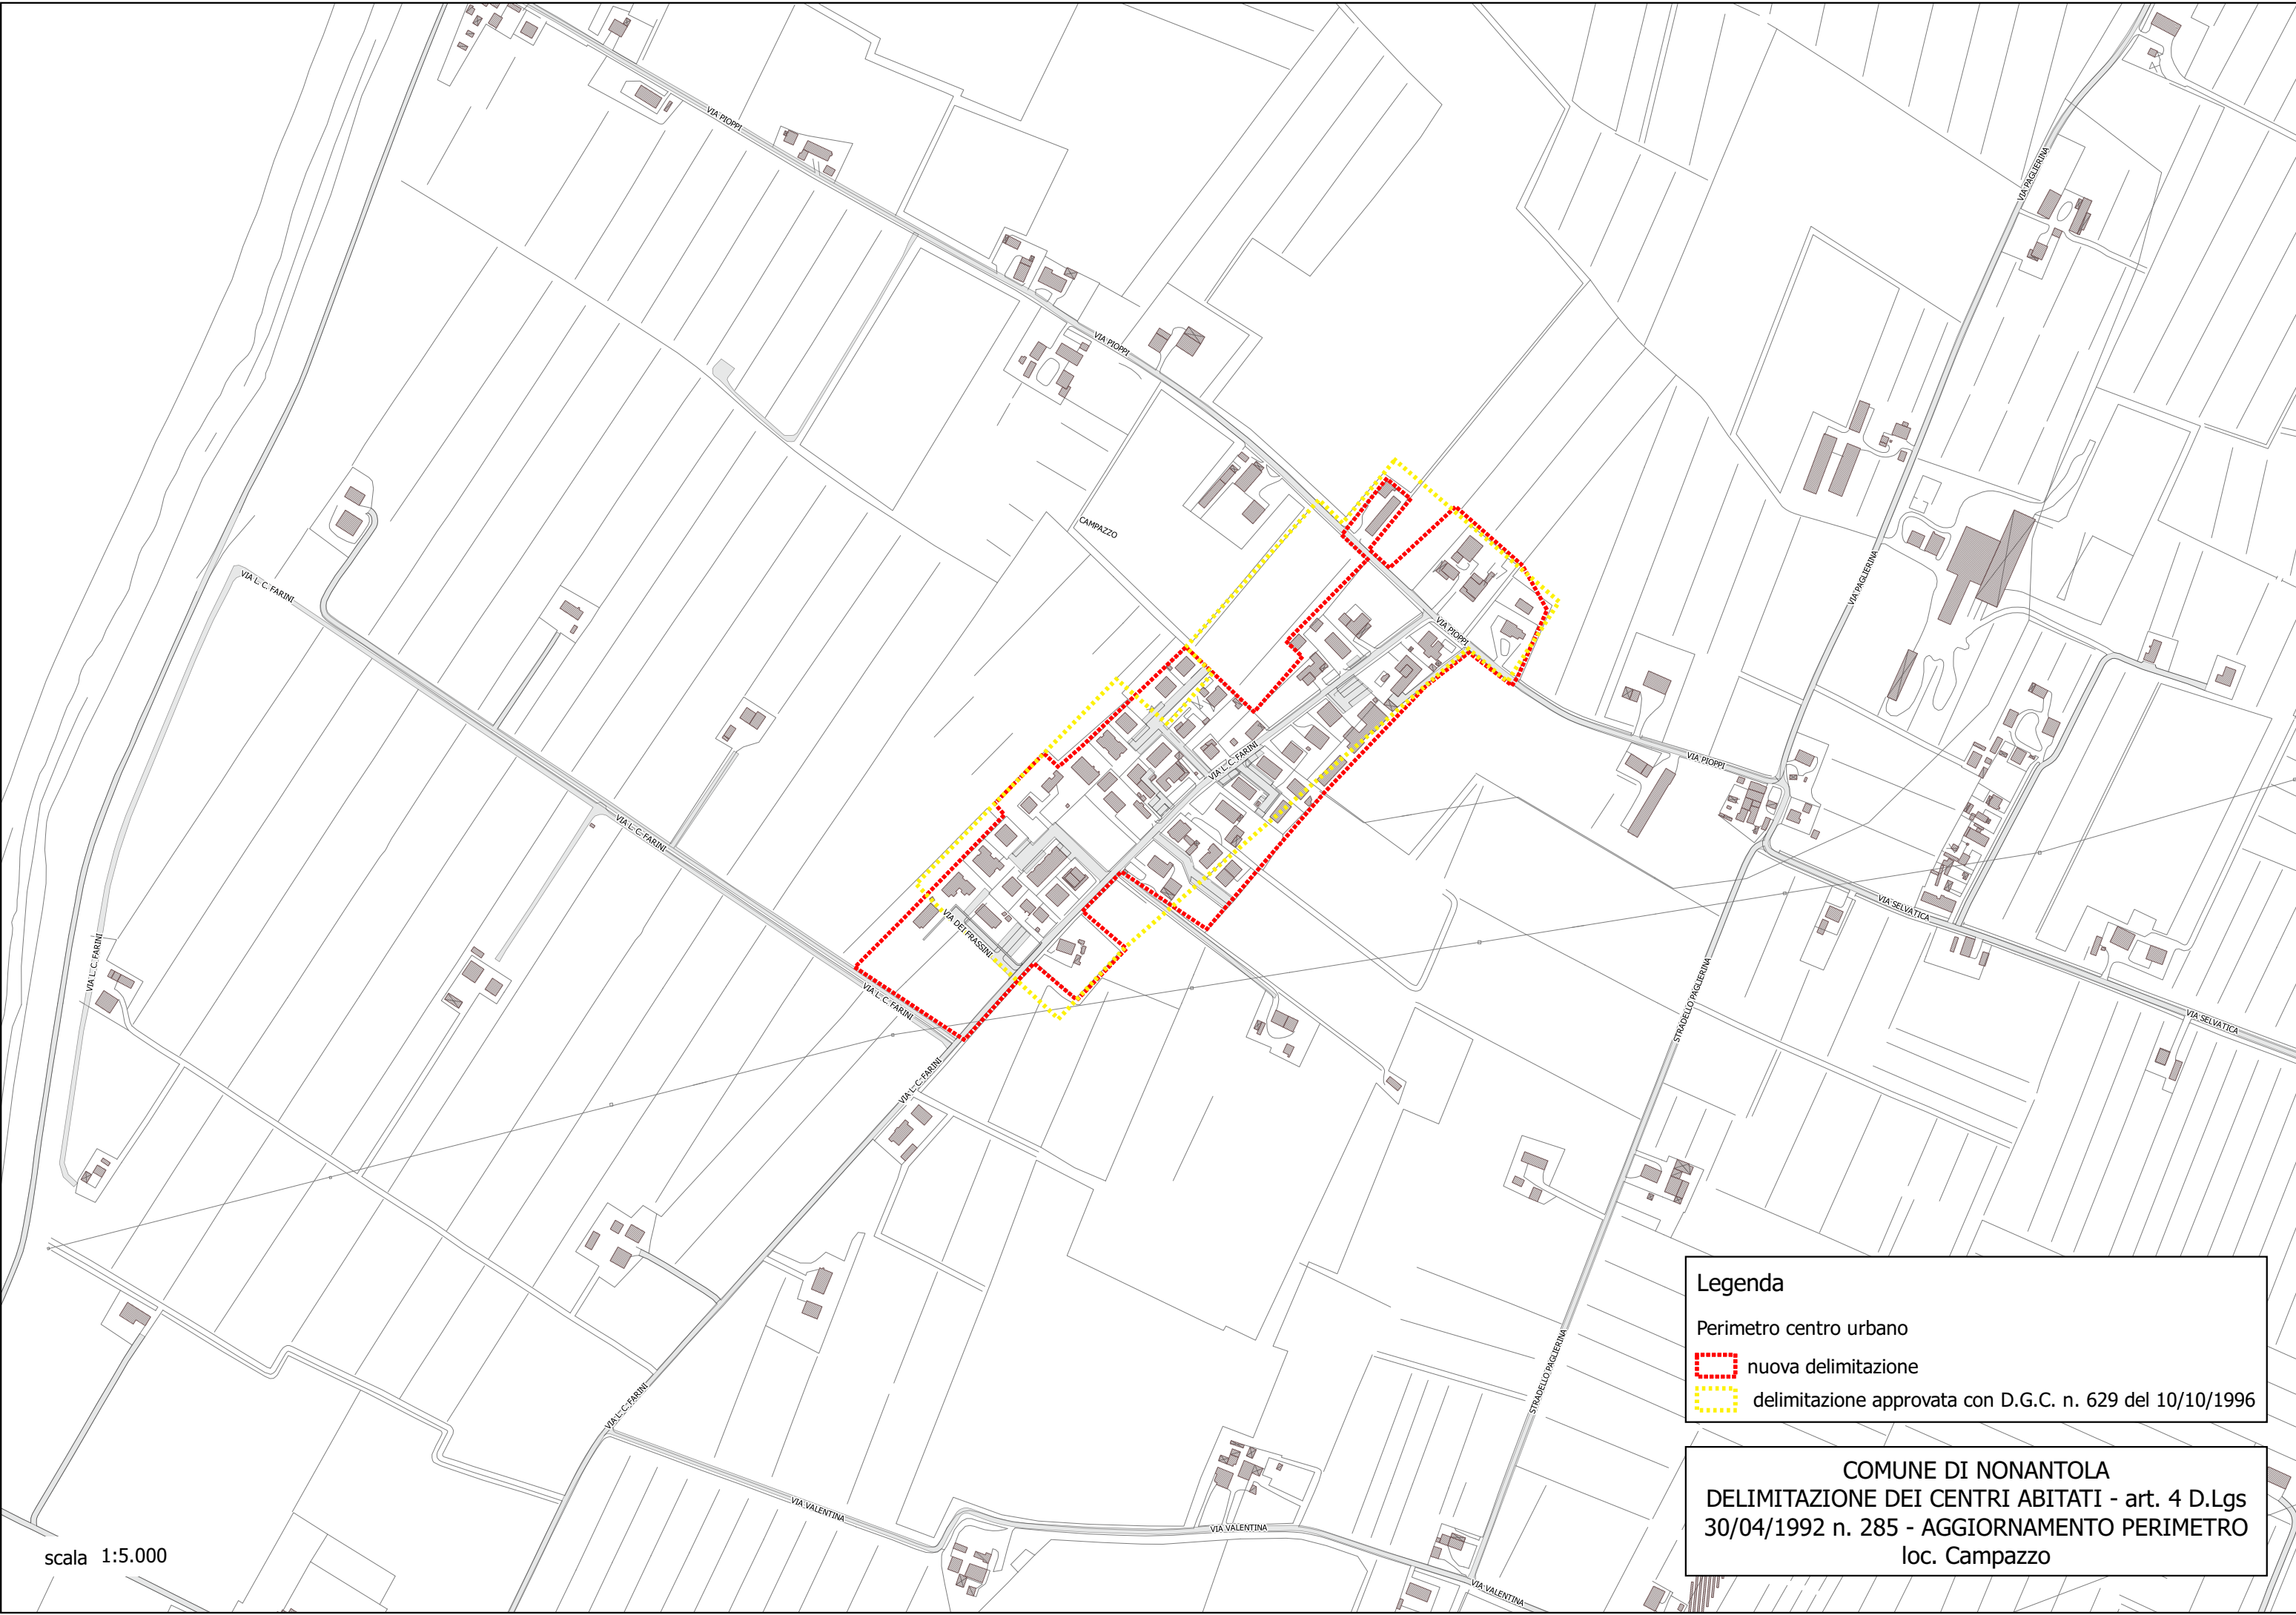 VIA PIOPPI
VIA PAGLIERINA
VIA PIOPPI
CAMPAZZO
VIA L. C. FARINI
VIA PAGLIERINA
VIA PIOPPI
VIA L. C. FARINI
VIA PIOPPI
VIA L. C. FARINI
VIA SELVATICA
VIA DEI FRASSINI
VIA L. C. FARINI
VIA L. C. FARINI
STRADELLO PAGLIERINA
VIA SELVATICA
VIA L. C. FARINI
STRADELLO PAGLIERINA
VIA L. C. FARINI
VIA VALENTINA
VIA VALENTINA
VIA VALENTINA
Legenda
Perimetro centro urbano
nuova delimitazione
delimitazione approvata con D.G.C. n. 629 del 10/10/1996
COMUNE DI NONANTOLA
DELIMITAZIONE DEI CENTRI ABITATI - art. 4 D.Lgs
30/04/1992 n. 285 - AGGIORNAMENTO PERIMETRO
loc. Campazzo
scala 1:5.000